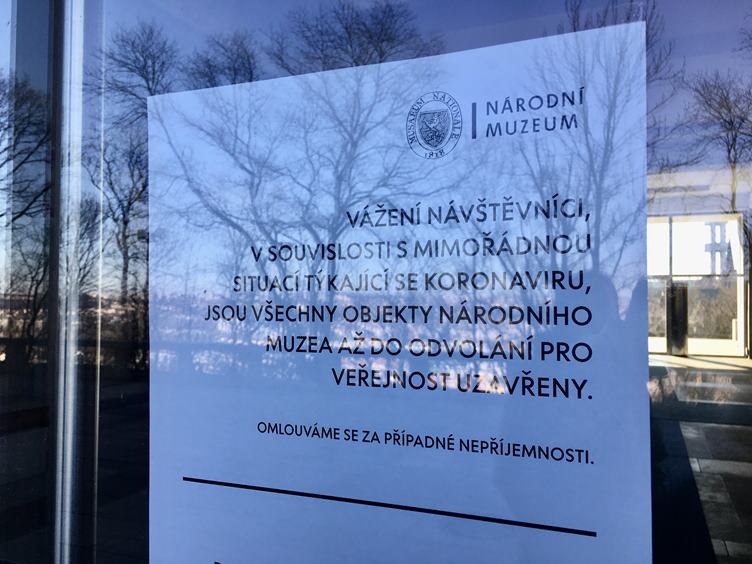 MUSAEUM NATIONALE
1818
NÁRODNÍ
MUZEUM
VÁŽENÍ NÁVŠTĚVNÍCI,
V SOUVISLOSTI S MIMOŘÁDNOU
SITUACÍ TÝKAJÍCÍ SE KORONAVIRU,
JSOU VŠECHNY OBJEKTY NÁRODNÍHO
MUZEA AŽ DO ODVOLÁNÍ PRO
VEŘEJNOST UZAVŘENY.
OMLOUVÁME SE ZA PŘÍPADNÉ NEPŘÍJEMNOSTI.